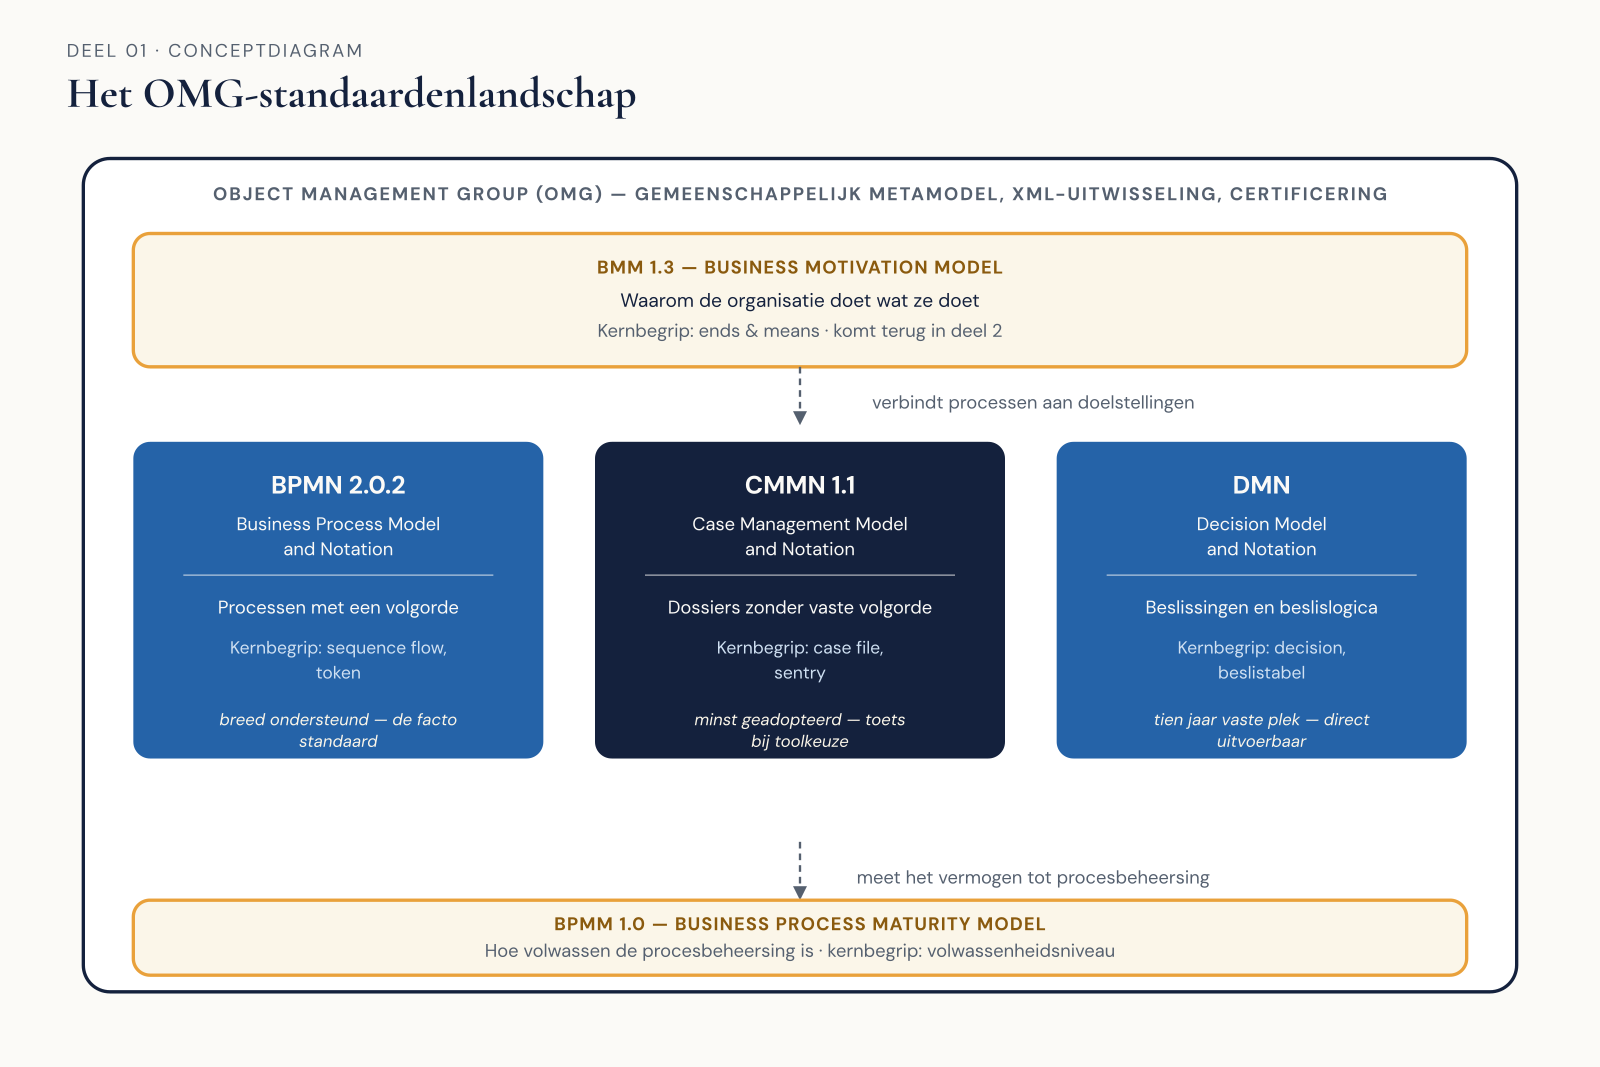 DEEL 01 · CONCEPTDIAGRAM
Het OMG-standaardenlandschap
OBJECT MANAGEMENT GROUP (OMG) — GEMEENSCHAPPELIJK METAMODEL, XML-UITWISSELING, CERTIFICERING
BMM 1.3 — BUSINESS MOTIVATION MODEL
Waarom de organisatie doet wat ze doet
Kernbegrip: ends & means · komt terug in deel 2
verbindt processen aan doelstellingen
BPMN 2.0.2
Business Process Model
and Notation
Processen met een volgorde
Kernbegrip: sequence flow,
token
breed ondersteund — de facto
standaard
CMMN 1.1
Case Management Model
and Notation
Dossiers zonder vaste volgorde
Kernbegrip: case file,
sentry
minst geadopteerd — toets
bij toolkeuze
DMN
Decision Model
and Notation
Beslissingen en beslislogica
Kernbegrip: decision,
beslistabel
tien jaar vaste plek — direct
uitvoerbaar
meet het vermogen tot procesbeheersing
BPMM 1.0 — BUSINESS PROCESS MATURITY MODEL
Hoe volwassen de procesbeheersing is · kernbegrip: volwassenheidsniveau